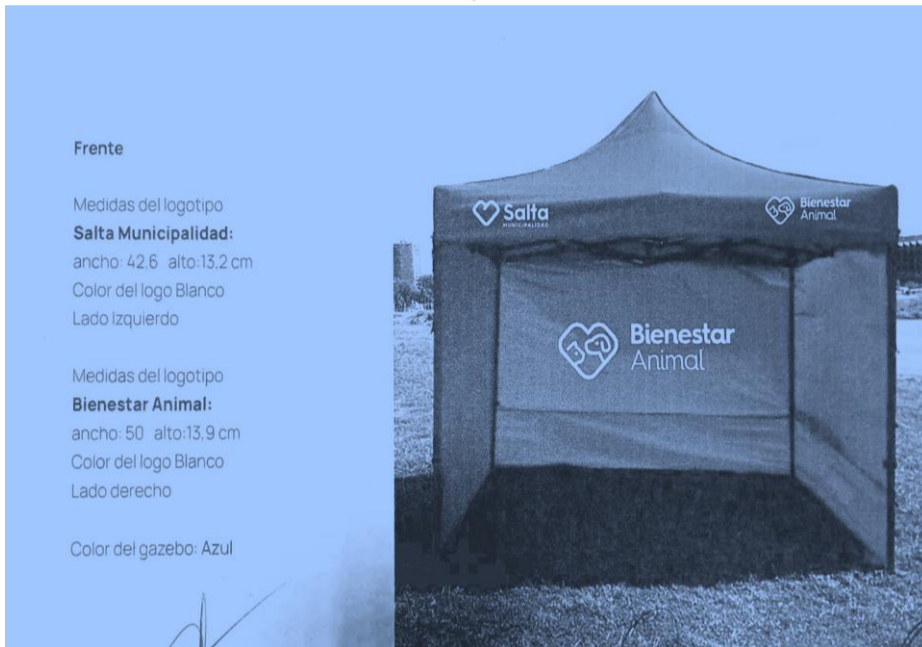 Frente
Medidas del logotipo
Salta Municipalidad:
ancho: 42.6 alto:13.2 cm
Color del logo Blanco
Lado Izquierdo
Medidas del logotipo
Bienestar Animal:
ancho: 50 alto:13.9 cm
Color del logo Blanco
Lado derecho
Color del gazebo: Azul
Salta
MUNICIPALIDAD
Bienestar
Animal
Bienestar
Animal